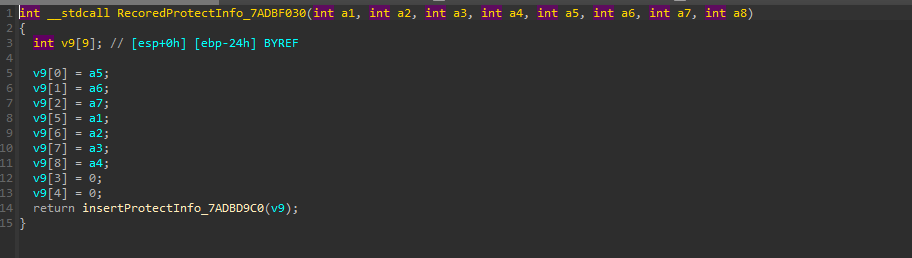 1 int __stdcall RecoredProtectInfo_7ADBF030(int a1, int a2, int a3, int a4, int a5, int a6, int a7, int a8)
2 {
3 int v9[9]; // [esp+0h] [ebp-24h] BYREF
4
5 v9[0] = a5;
6 v9[1] = a6;
7 v9[2] = a7;
8 v9[5] = a1;
9 v9[6] = a2;
10 v9[7] = a3;
11 v9[8] = a4;
12 v9[3] = 0;
13 v9[4] = 0;
14 return insertProtectInfo_7ADBD9C0(v9);
15 }